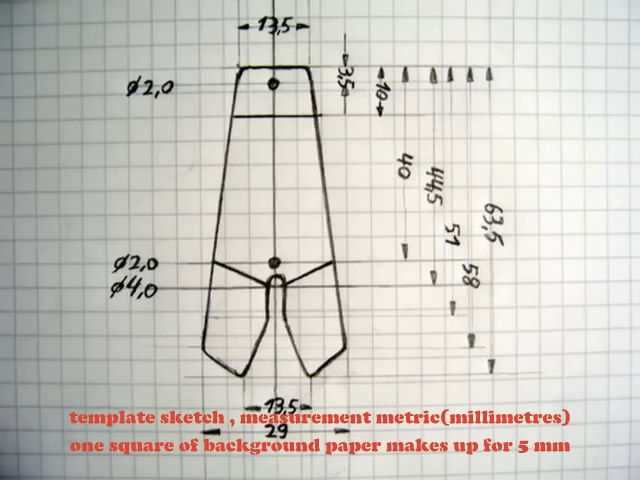 13,5
3,5
10
ø2,0
40
44,5
51
63,5
58
ø2,0
ø4,0
13,5
29
template sketch , measurement metric(millimetres)
one square of background paper makes up for 5 mm